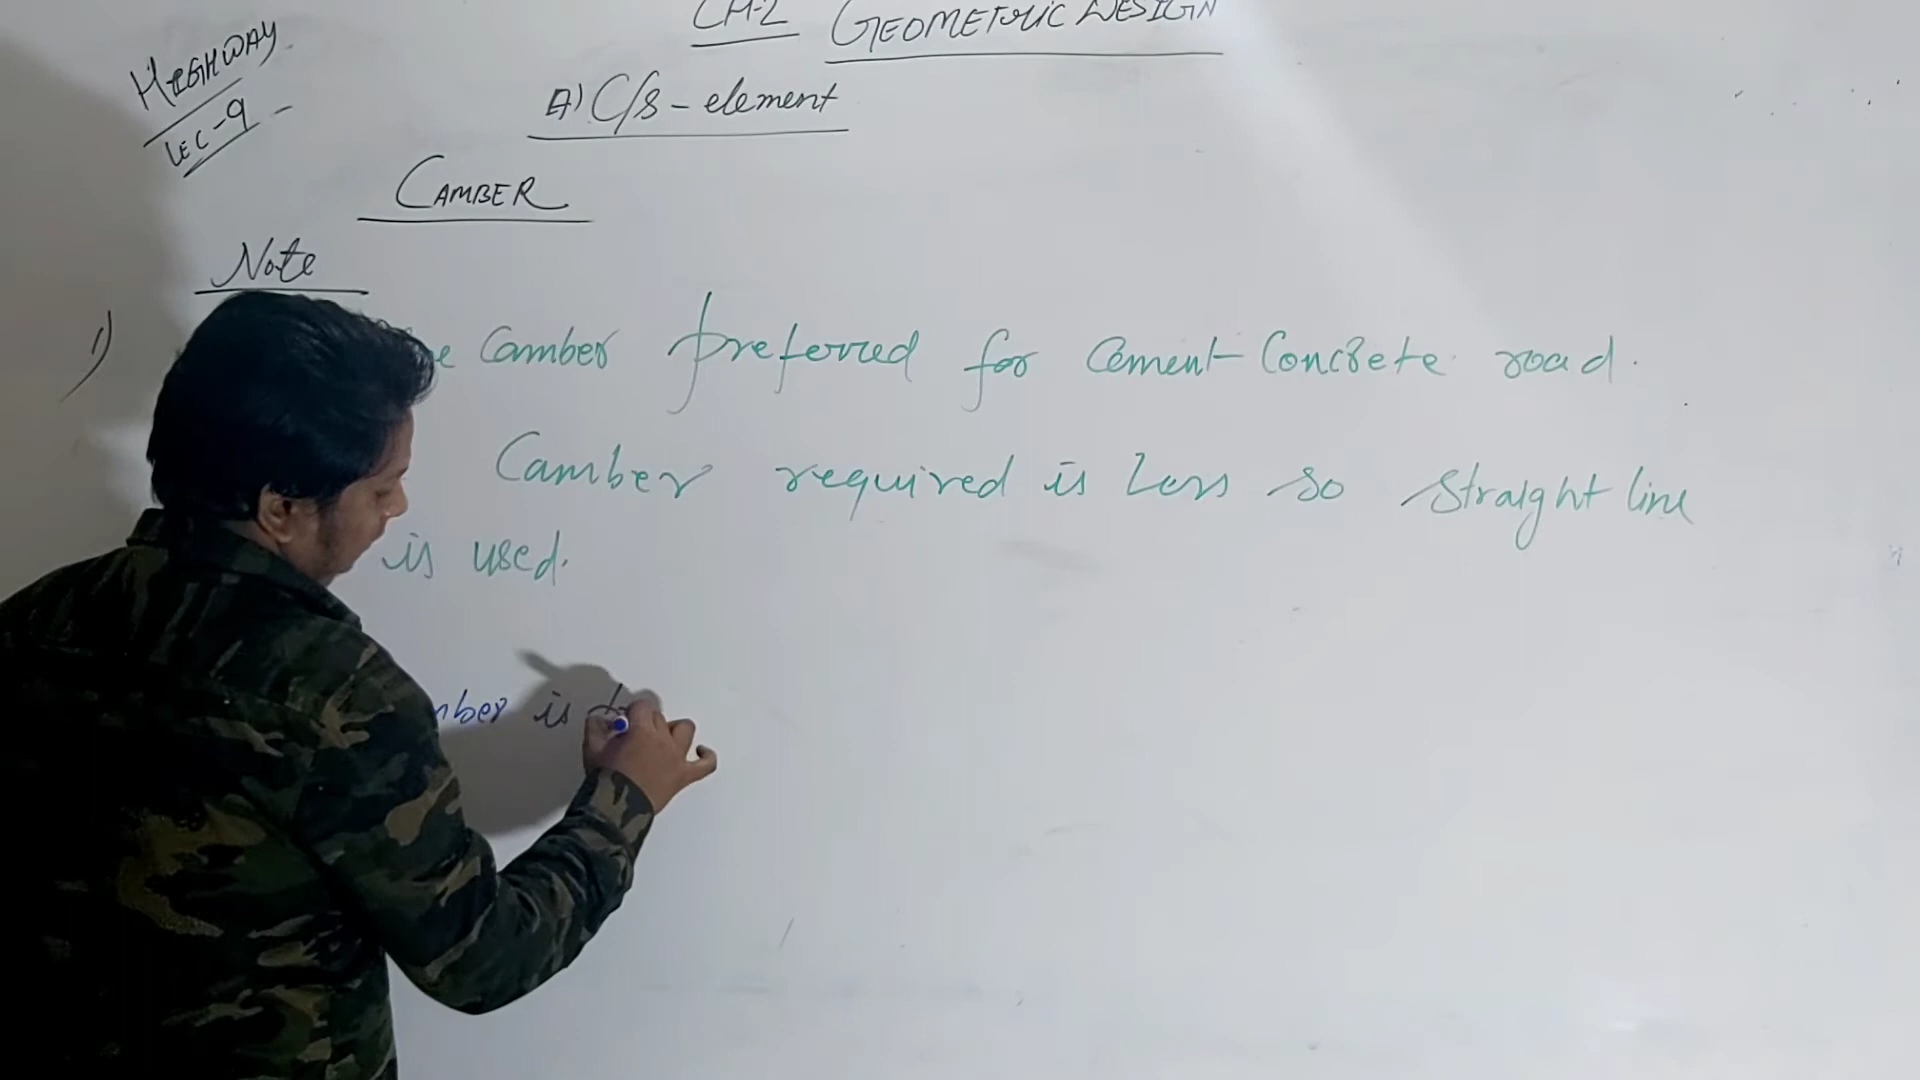 CH-2 GEOMETRIC DESIGN
HIGHWAY
LEC-9
A) C/s - element
CAMBER
Note
1) Camber preferred for Cement Concrete road.
Camber required is less so straight line
is used.
is